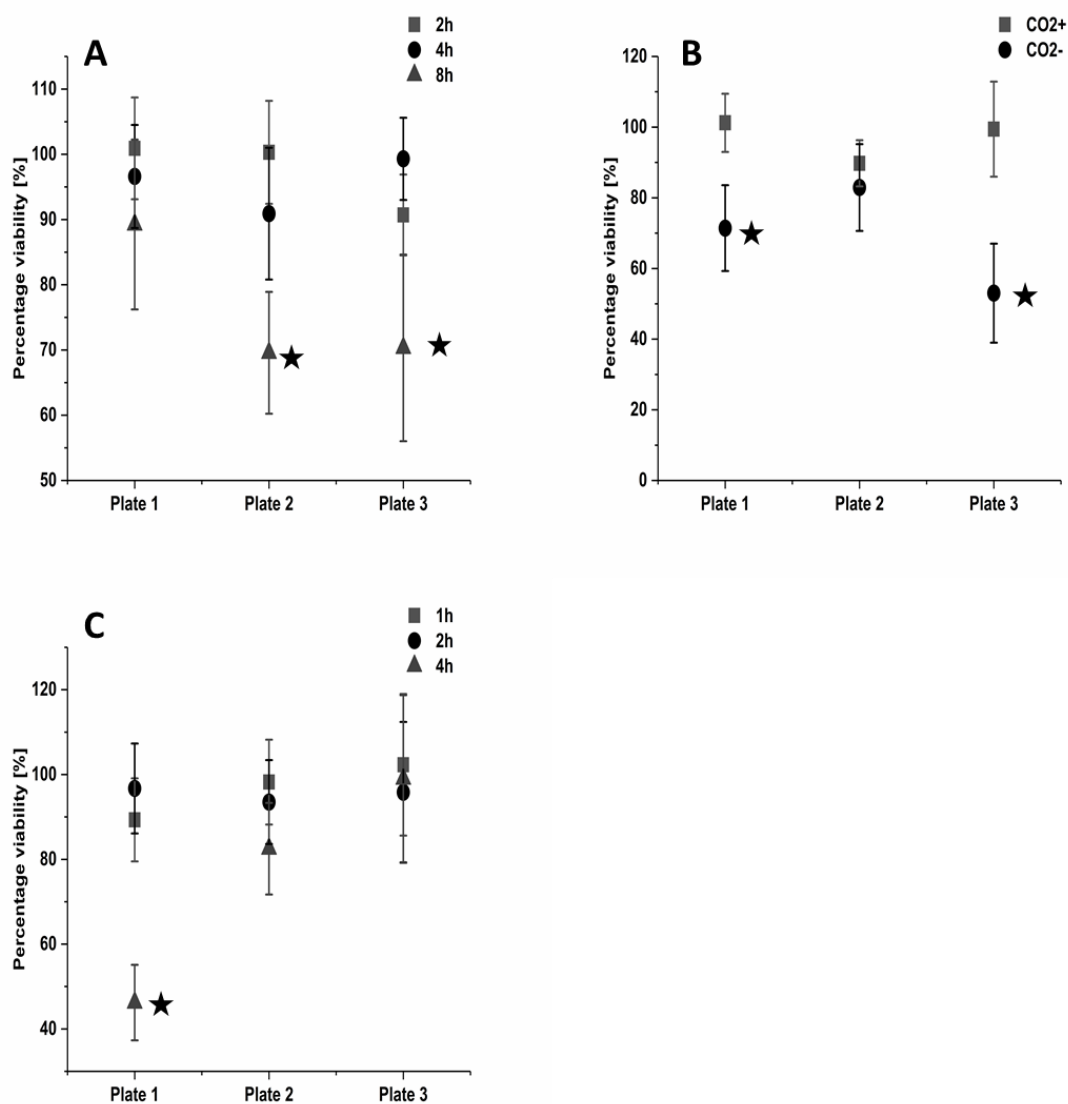 A
2h
4h
8h
Percentage viability [%]
110
100
90
80
70
60
50
Plate 1 Plate 2 Plate 3
B
CO2+
CO2-
Percentage viability [%]
120
100
80
60
40
20
0
Plate 1 Plate 2 Plate 3
C
1h
2h
4h
Percentage viability [%]
120
100
80
60
40
Plate 1 Plate 2 Plate 3